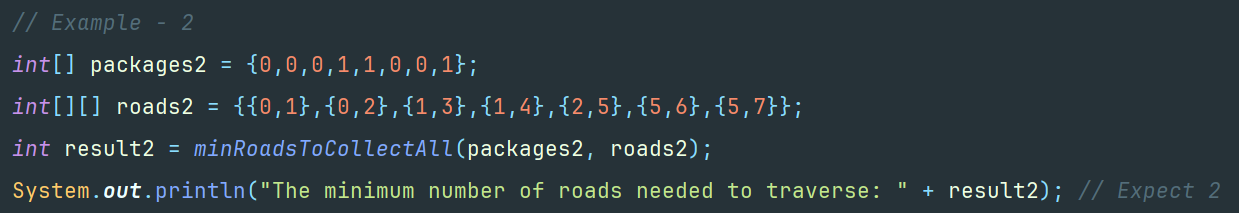 // Example - 2
int[] packages2 = {0,0,0,1,1,0,0,1};
int[][] roads2 = {{0,1},{0,2},{1,3},{1,4},{2,5},{5,6},{5,7}};
int result2 = minRoadsToCollectAll(packages2, roads2);
System.out.println("The minimum number of roads needed to traverse: " + result2); // Expect 2